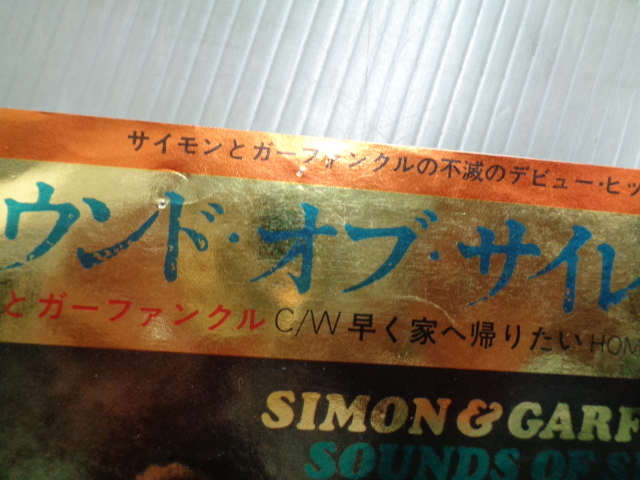 サイモンとガーファンクルの不滅のデビュー・ヒッ
ウンド・オブ・サイレ
とガーファンクル C/W 早く家へ帰りたい HOM
SIMON & GARF
SOUNDS OF S